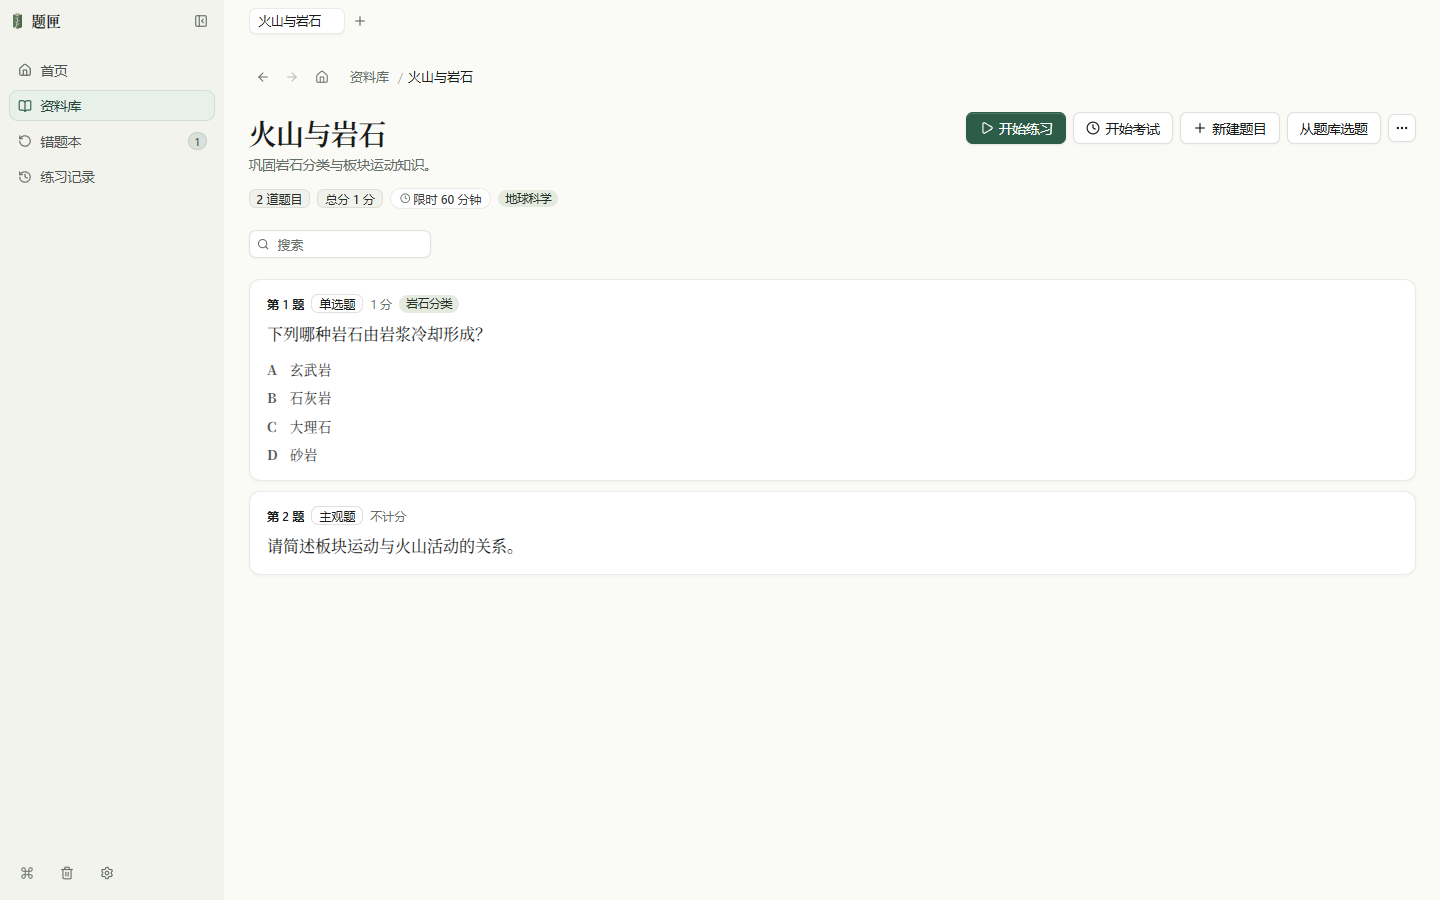 题匣
首页
资料库
错题本 1
练习记录
火山与岩石
资料库 / 火山与岩石
火山与岩石
巩固岩石分类与板块运动知识。
开始练习 开始考试 新建题目 从题库选题
2 道题目 总分 1 分 限时 60 分钟 地球科学
搜索
第 1 题 单选题 1 分 岩石分类
下列哪种岩石由岩浆冷却形成？
A 玄武岩
B 石灰岩
C 大理石
D 砂岩
第 2 题 主观题 不计分
请简述板块运动与火山活动的关系。